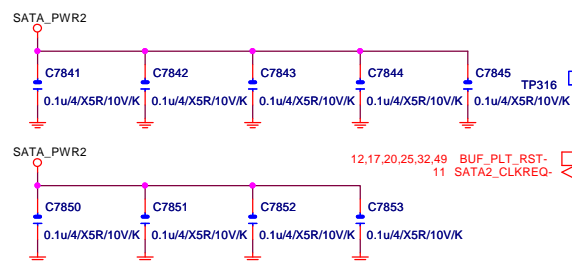 SATA_PWR2
C7841 C7842 C7843 C7844 C7845 TP316
0.1u/4/X5R/10V/K 0.1u/4/X5R/10V/K 0.1u/4/X5R/10V/K 0.1u/4/X5R/10V/K 0.1u/4/X5R/10V/K
SATA_PWR2
12,17,20,25,32,49 BUF_PLT_RST-
11 SATA2_CLKREQ-
C7850 C7851 C7852 C7853
0.1u/4/X5R/10V/K 0.1u/4/X5R/10V/K 0.1u/4/X5R/10V/K 0.1u/4/X5R/10V/K